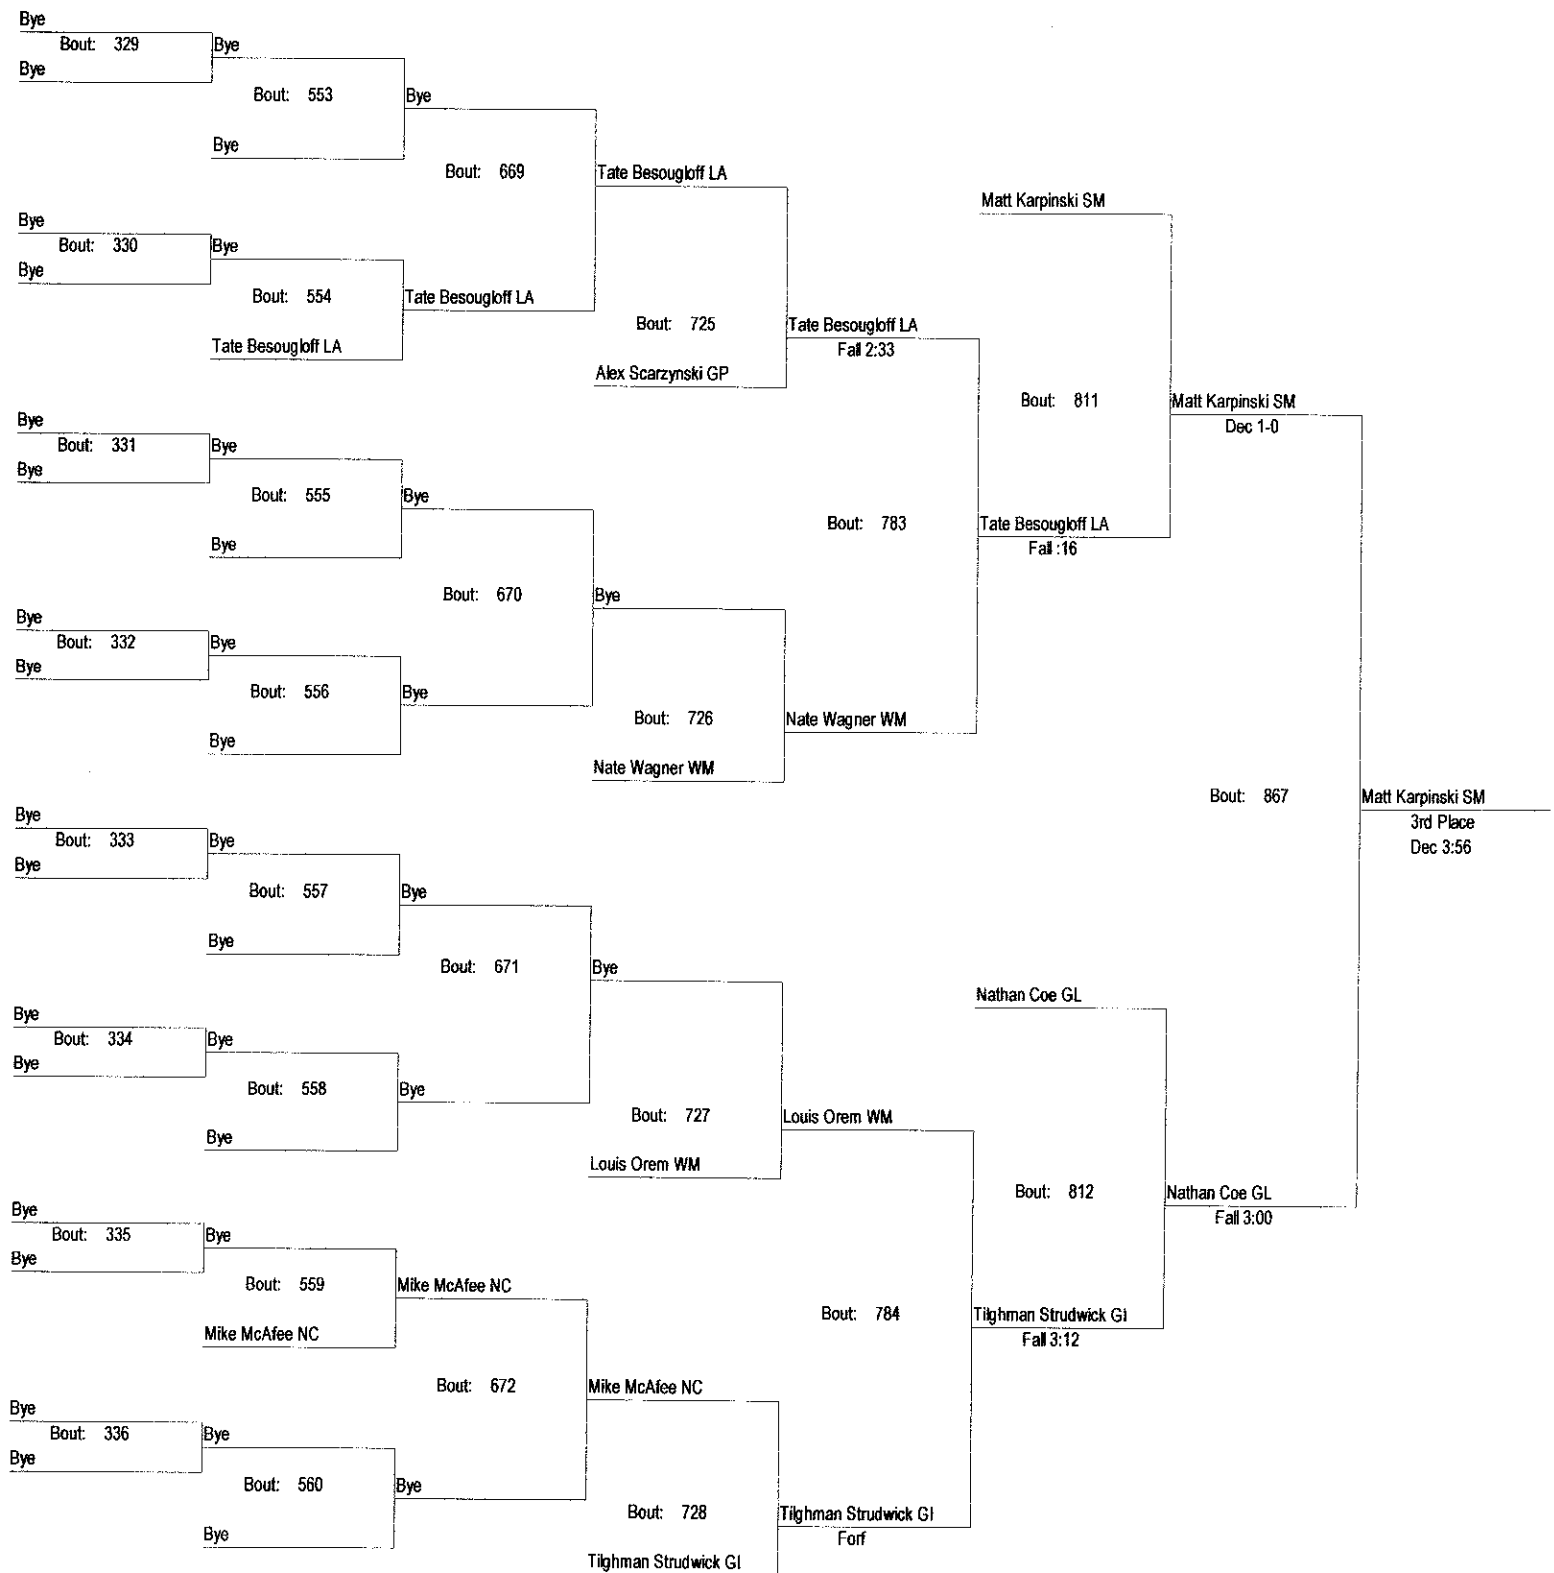 Bye
Bout: 329
Bye
Bye
Bout: 553
Bye
Bye
Bout: 669
Tate Besougloff LA
Matt Karpinski SM
Bye
Bout: 330
Bye
Bye
Bout: 554
Tate Besougloff LA
Tate Besougloff LA
Bout: 725
Tate Besougloff LA
Fall 2:33
Alex Scarzynski GP
Bout: 811
Matt Karpinski SM
Dec 1-0
Bye
Bout: 331
Bye
Bye
Bout: 555
Bye
Bye
Bout: 783
Tate Besougloff LA
Fall :16
Bout: 670
Bye
Bye
Bout: 332
Bye
Bye
Bout: 556
Bye
Bye
Bout: 726
Nate Wagner WM
Nate Wagner WM
Bout: 867
Matt Karpinski SM
3rd Place
Dec 3:56
Bye
Bout: 333
Bye
Bye
Bout: 557
Bye
Bye
Bout: 671
Bye
Nathan Coe GL
Bye
Bout: 334
Bye
Bye
Bout: 558
Bye
Bye
Bout: 727
Louis Orem WM
Louis Orem WM
Bout: 812
Nathan Coe GL
Fall 3:00
Bye
Bout: 335
Bye
Bye
Bout: 559
Mike McAfee NC
Mike McAfee NC
Bout: 784
Tilghman Strudwick GI
Fall 3:12
Bout: 672
Mike McAfee NC
Bye
Bout: 336
Bye
Bye
Bout: 560
Bye
Bye
Bout: 728
Tilghman Strudwick GI
Forf
Tilghman Strudwick GI